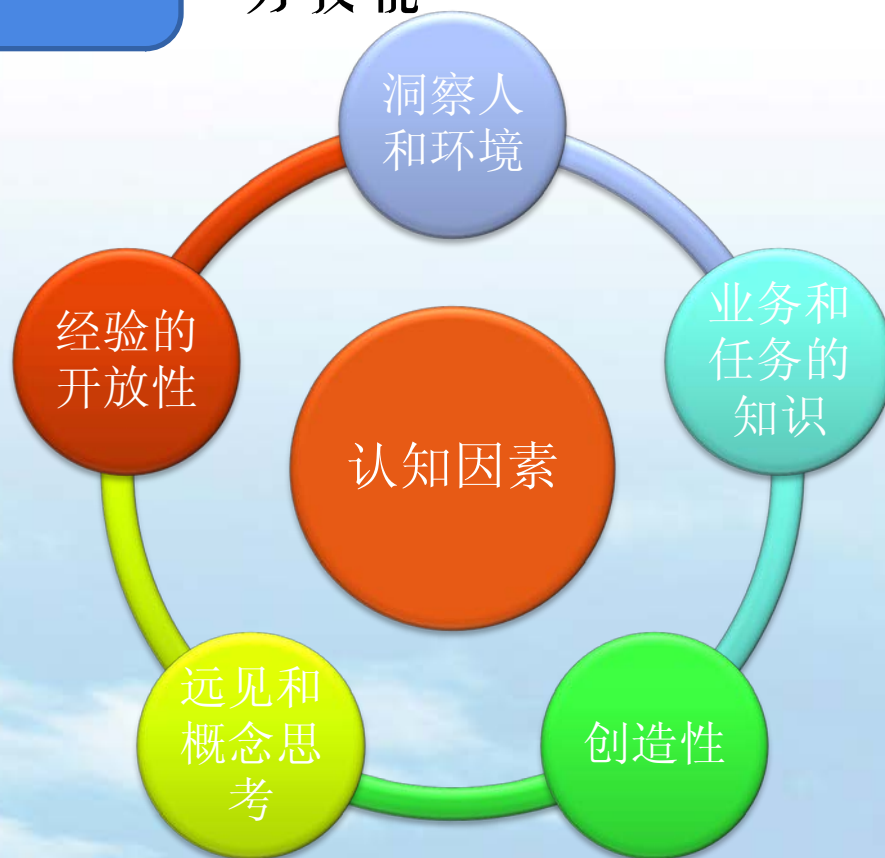 洞察人
和环境
业务和
任务的
知识
创造性
远见和
概念思
考
经验的
开放性
认知因素